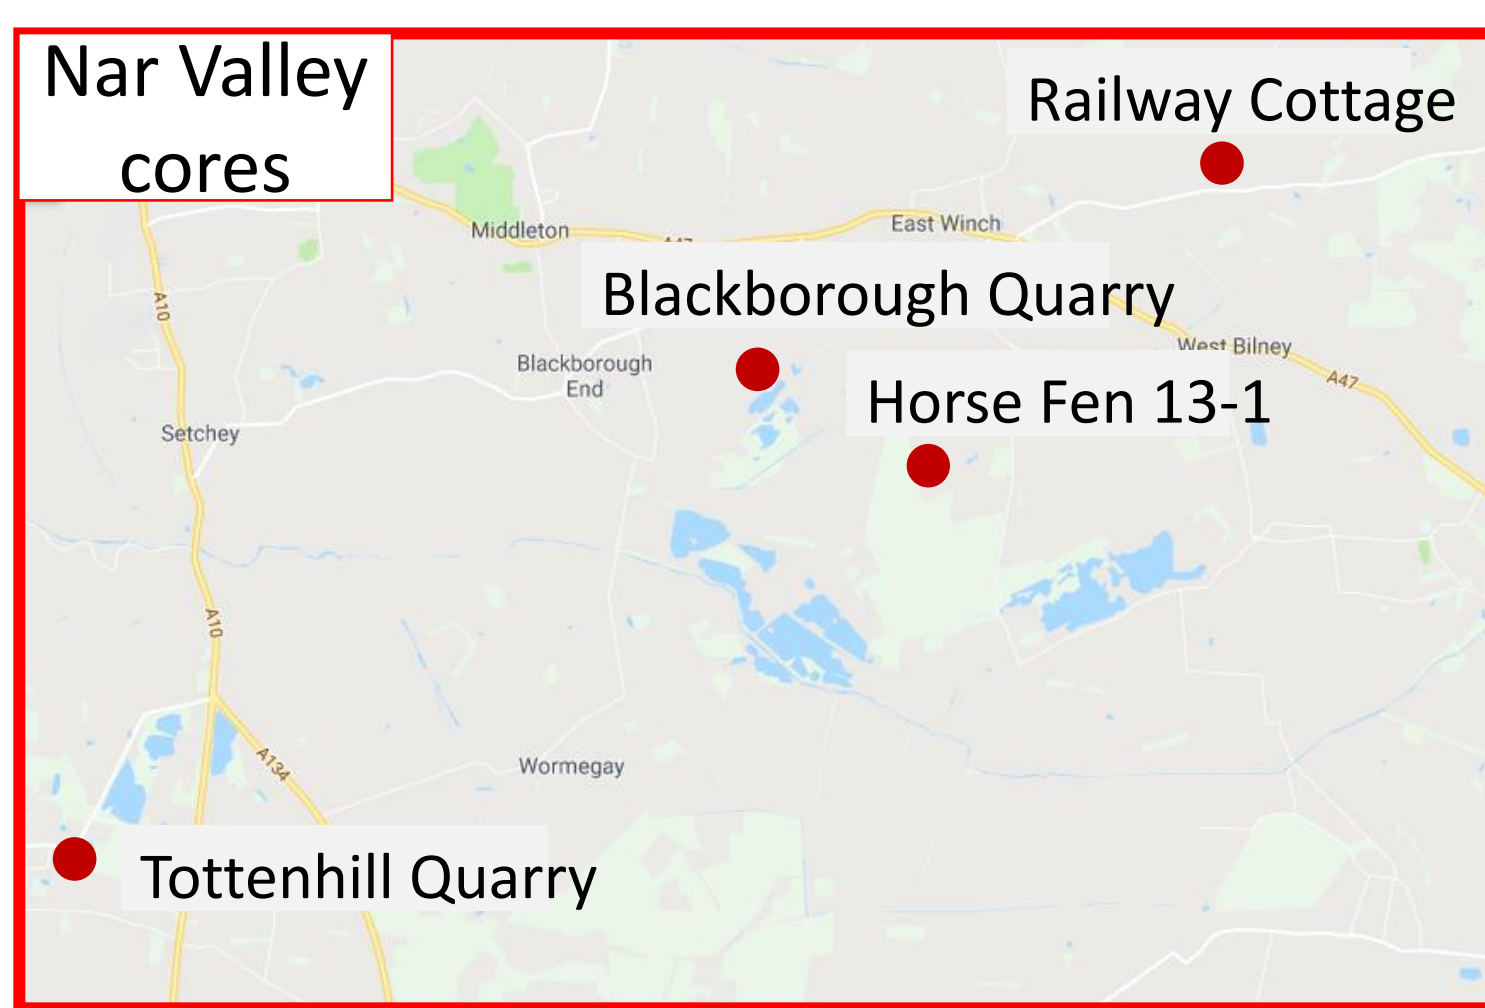 Nar Valley
cores
Railway Cottage
Middleton
East Winch
A47
Blackborough Quarry
A10
West Bilney
Blackborough
End
A47
Horse Fen 13-1
Setchey
A10
A134
Wormegay
Tottenhill Quarry